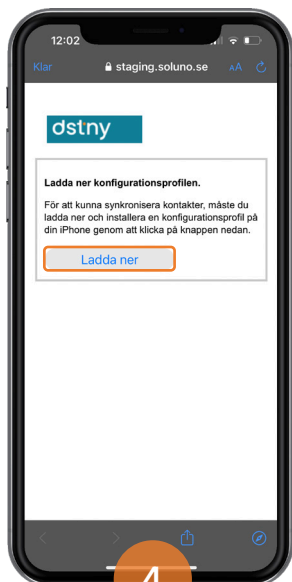 12:02
Klar
staging.soluno.se
AA
dstny
Ladda ner konfigurationsprofilen.
För att kunna synkronisera kontakter, måste du
ladda ner och installera en konfigurationsprofil på
din iPhone genom att klicka på knappen nedan.
Ladda ner
4